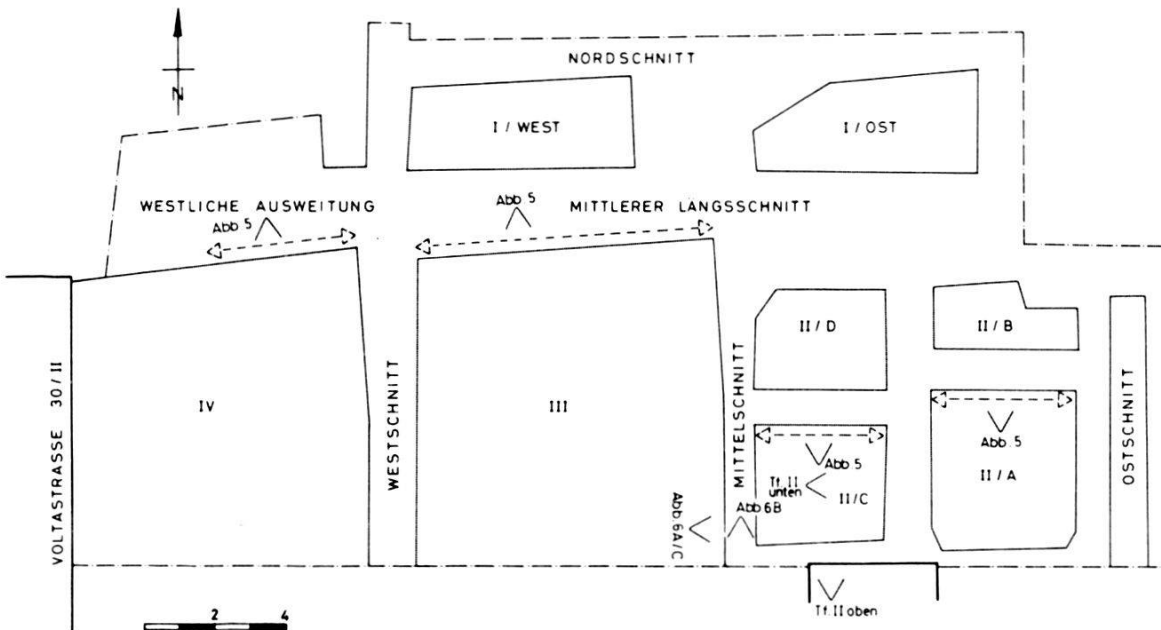 NORDSCHNITT
N
I / WEST
I / OST
WESTLICHE AUSWEITUNG
Abb 5
Abb. 5
MITTLERER LÄNGSSCHNITT
II / D
II / B
VOLTASTRASSE 30/II
IV
WESTSCHNITT
III
MITTELSCHNITT
Abb 5
Tf. II
unten
II/C
Abb. 5
II / A
OSTSCHNITT
Abb 6A/C
Abb 6B
Tf. II oben
2
4